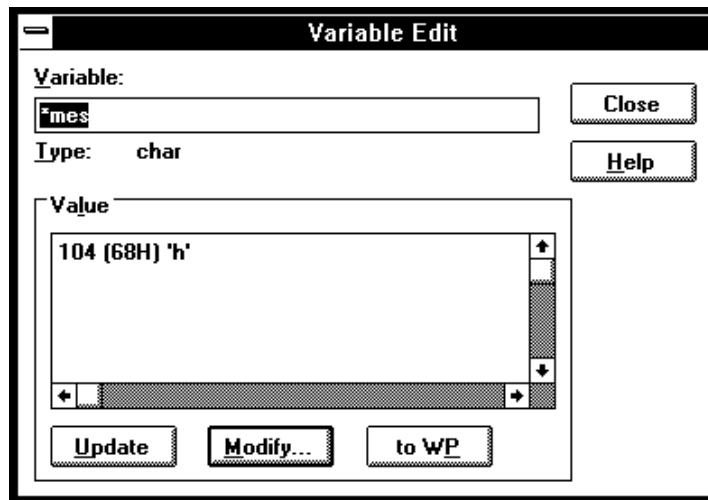 Variable Edit
Variable:
*mes
Type: char
Close
Help
Value
104 (68H) 'h'
Update Modify... to WP